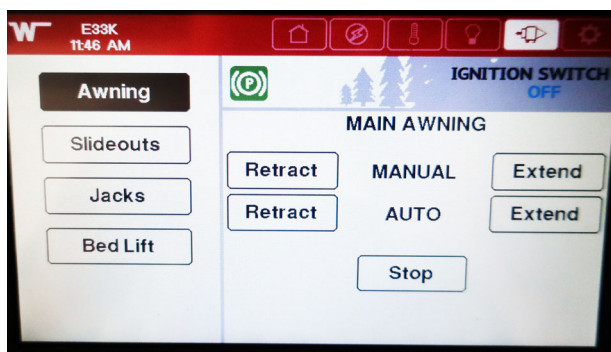 W E33K
11:46 AM
IGNITION SWITCH
OFF
Awning
Slideouts
Jacks
Bed Lift
MAIN AWNING
Retract MANUAL Extend
Retract AUTO Extend
Stop
P